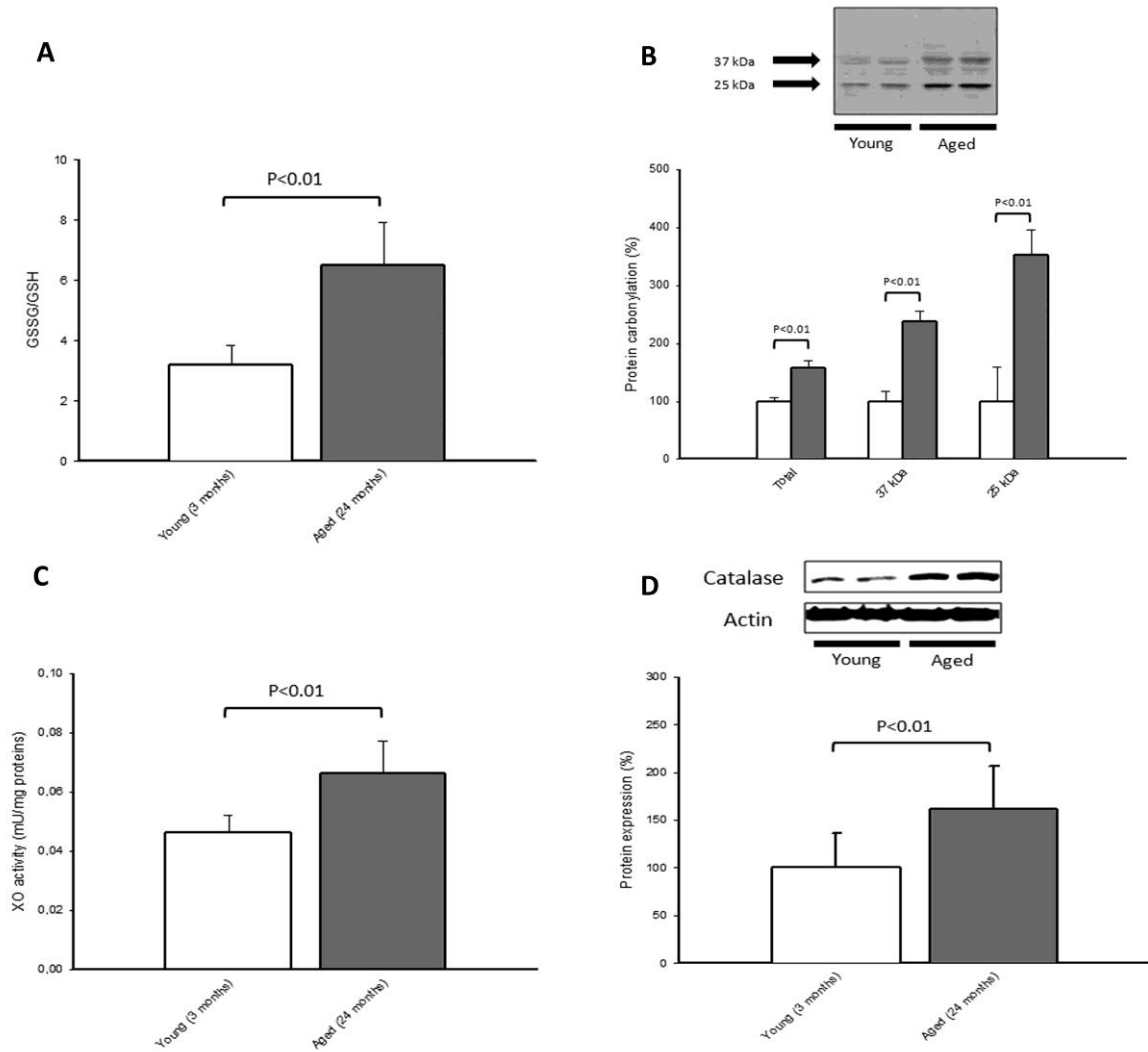 A
P<0.01
10
8
6
4
2
0
GSSG/GSH
Young (3 months)
Aged (24 months)
B
37 kDa
25 kDa
Young Aged
500
400
300
200
100
0
Protein carbonylation (%)
P<0.01
P<0.01
P<0.01
Total
37 kDa
25 kDa
C
P<0.01
0,10
0,08
0,06
0,04
0,02
0,00
XO activity (mU/mg proteins)
Young (3 months)
Aged (24 months)
D
Catalase
Actin
Young Aged
300
250
200
150
100
50
0
Protein expression (%)
P<0.01
Young (3 months)
Aged (24 months)